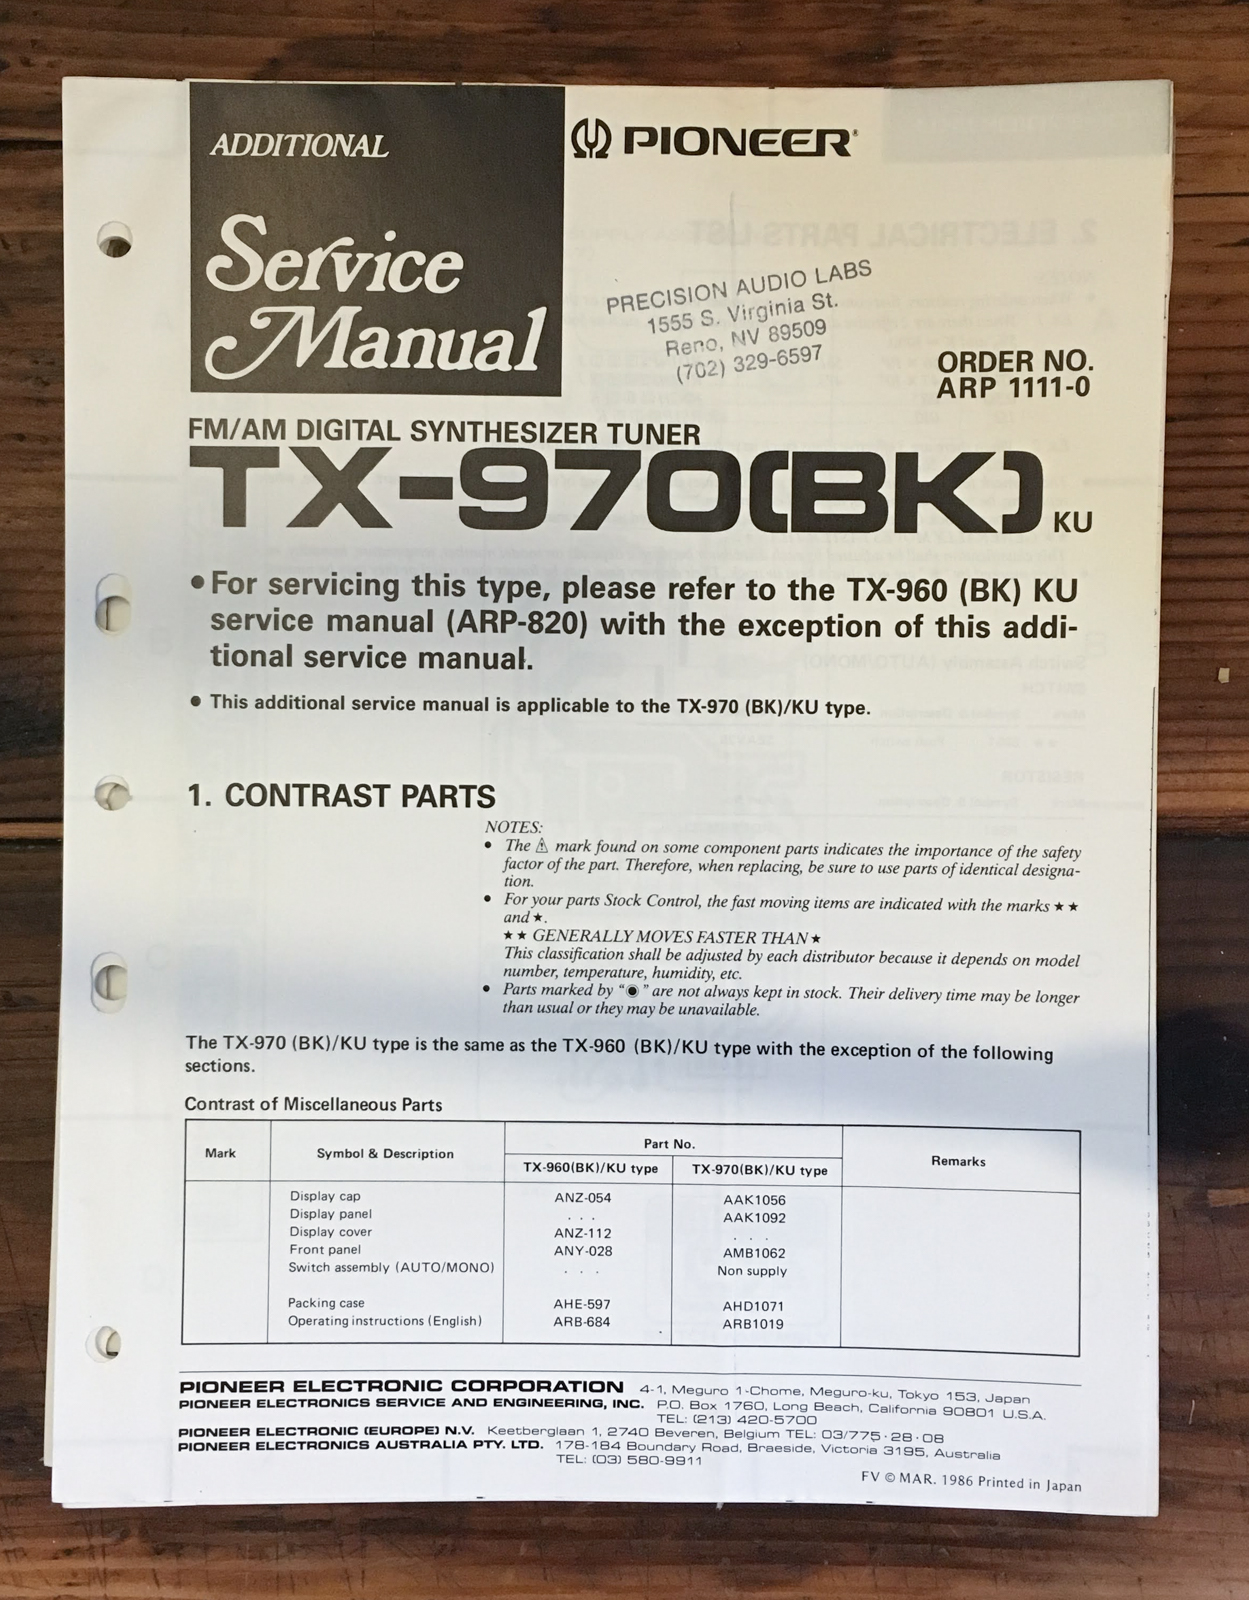 ADDITIONAL
Service
Manual
PIONEER®
PRECISION AUDIO LABS
1555 S. Virginia St.
Reno, NV 89509
(702) 329-6597
ORDER NO.
ARP 1111-0
FM/AM DIGITAL SYNTHESIZER TUNER
TX-970(BK) KU
● For servicing this type, please refer to the TX-960 (BK) KU
service manual (ARP-820) with the exception of this addi-
tional service manual.
● This additional service manual is applicable to the TX-970 (BK)/KU type.
1. CONTRAST PARTS
NOTES:
● The ⚠ mark found on some component parts indicates the importance of the safety
factor of the part. Therefore, when replacing, be sure to use parts of identical designa-
tion.
● For your parts Stock Control, the fast moving items are indicated with the marks ★★
and ★.
★★ GENERALLY MOVES FASTER THAN ★
This classification shall be adjusted by each distributor because it depends on model
number, temperature, humidity, etc.
● Parts marked by “◉” are not always kept in stock. Their delivery time may be longer
than usual or they may be unavailable.
The TX-970 (BK)/KU type is the same as the TX-960 (BK)/KU type with the exception of the following
sections.
Contrast of Miscellaneous Parts
Mark Symbol & Description Part No. Remarks
TX-960(BK)/KU type TX-970(BK)/KU type
Display cap ANZ-054 AAK1056
Display panel . . . AAK1092
Display cover ANZ-112 . . .
Front panel ANY-028 AMB1062
Switch assembly (AUTO/MONO) . . . Non supply
Packing case AHE-597 AHD1071
Operating instructions (English) ARB-684 ARB1019
PIONEER ELECTRONIC CORPORATION 4-1, Meguro 1-Chome, Meguro-ku, Tokyo 153, Japan
PIONEER ELECTRONICS SERVICE AND ENGINEERING, INC. P.O. Box 1760, Long Beach, California 90801 U.S.A.
TEL: (213) 420-5700
PIONEER ELECTRONIC (EUROPE) N.V. Keetberglaan 1, 2740 Beveren, Belgium TEL: 03/775·28·08
PIONEER ELECTRONICS AUSTRALIA PTY. LTD. 178-184 Boundary Road, Braeside, Victoria 3195, Australia
TEL: (03) 580-9911
FV © MAR. 1986 Printed in Japan